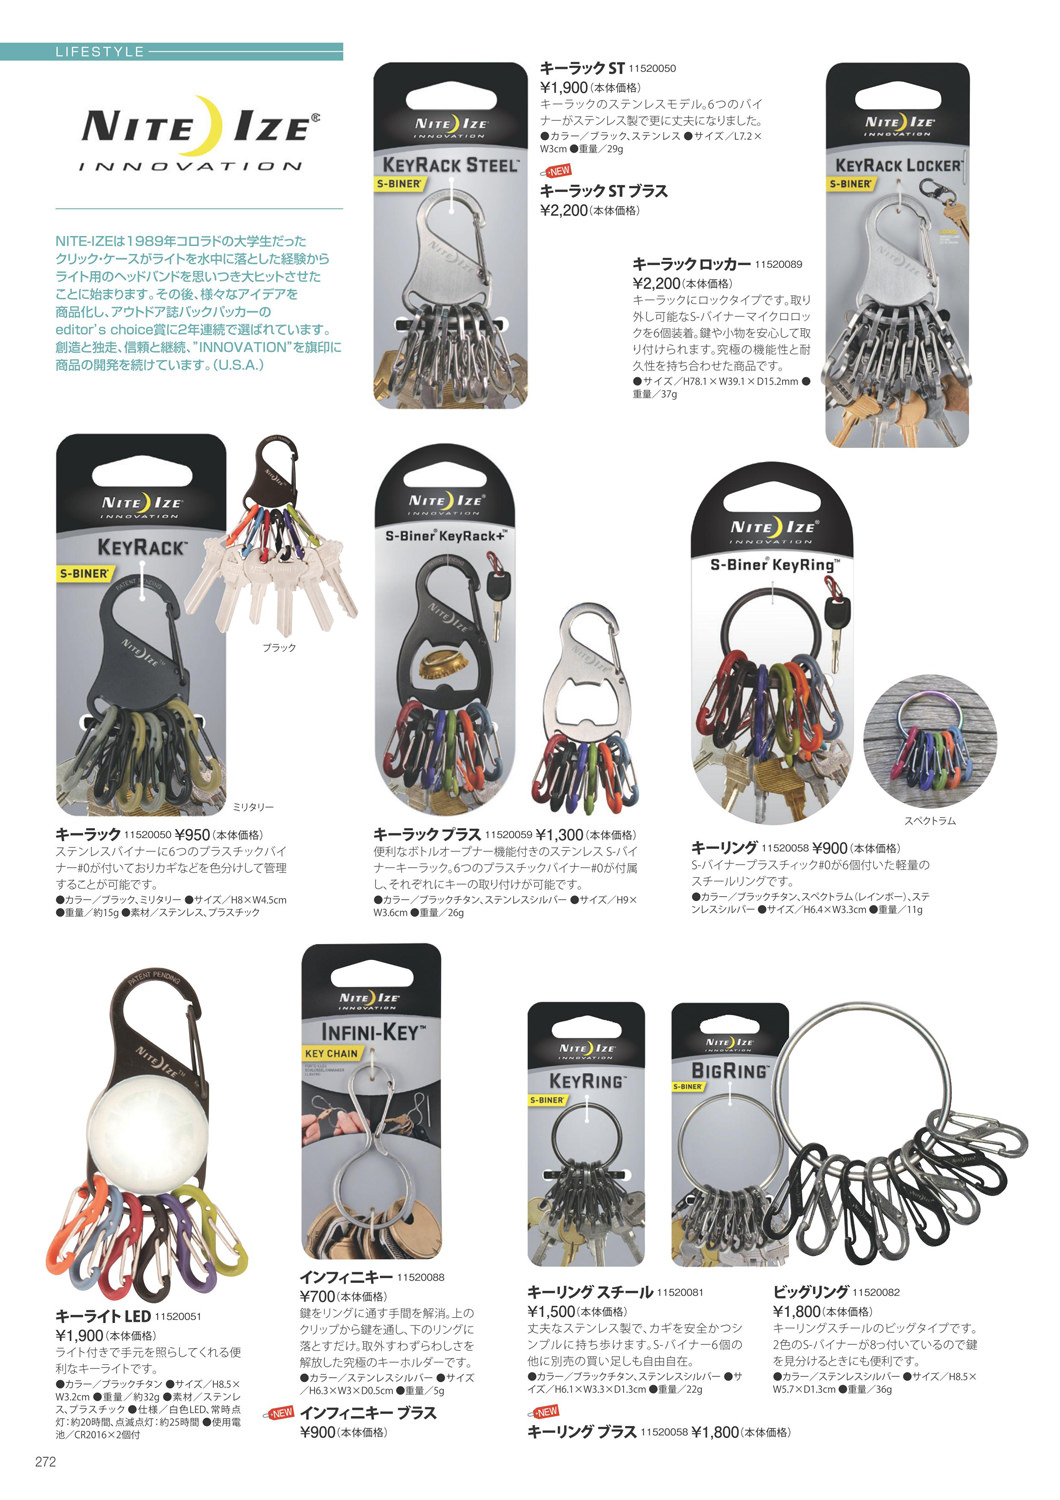 LIFESTYLE
NITE IZE®
INNOVATION
NITE-IZEは1989年コロラドの大学生だった
クリック・ケースがライトを水中に落とした経験から
ライト用のヘッドバンドを思いつき大ヒットさせた
ことに始まります。その後、様々なアイデアを
商品化し、アウトドア誌バックパッカーの
editor's choice賞に2年連続で選ばれています。
創造と独走、信頼と継続、"INNOVATION"を旗印に
商品の開発を続けています。（U.S.A.）
NITE IZE
INNOVATION
KEYRACK STEEL™
S-BINER®
キーラック ST 11520050
¥1,900（本体価格）
キーラックのステンレスモデル。6つのバイ
ナーがステンレス製で更に丈夫になりました。
●カラー／ブラック、ステンレス ●サイズ／L7.2×
W3cm ●重量／29g
NEW
キーラック ST ブラス
¥2,200（本体価格）
キーラック ロッカー 11520089
¥2,200（本体価格）
キーラックにロックタイプです。取り
外し可能なS-バイナーマイクロロッ
クを6個装着。鍵や小物を安心して取
り付けられます。究極の機能性と耐
久性を持ち合わせた商品です。
●サイズ／H78.1×W39.1×D15.2mm ●
重量／37g
NITE IZE
INNOVATION
KEYRACK LOCKER™
S-BINER®
NITE IZE
INNOVATION
KEYRACK™
S-BINER®
PATENT PENDING
NITE IZE
ブラック
ミリタリー
キーラック 11520050 ¥950（本体価格）
ステンレスバイナーに6つのプラスチックバイ
ナー#0が付いておりカギなどを色分けして管理
することが可能です。
●カラー／ブラック、ミリタリー ●サイズ／H8×W4.5cm
●重量／約15g ●素材／ステンレス、プラスチック
NITE IZE®
INNOVATION
S-Biner® KeyRack+™
NITE IZE
キーラック プラス 11520059 ¥1,300（本体価格）
便利なボトルオープナー機能付きのステンレス S-バイ
ナーキーラック。6つのプラスチックバイナー#0が付属
し、それぞれにキーの取り付けが可能です。
●カラー／ブラックチタン、ステンレスシルバー ●サイズ／H9×
W3.6cm ●重量／26g
NITE IZE®
INNOVATION
S-Biner® KeyRing™
スペクトラム
キーリング 11520058 ¥900（本体価格）
S-バイナープラスティック#0が6個付いた軽量の
スチールリングです。
●カラー／ブラックチタン、スペクトラム（レインボー）、ステ
ンレスシルバー ●サイズ／H6.4×W3.3cm ●重量／11g
PATENT PENDING
NITE IZE™
キーライト LED 11520051
¥1,900（本体価格）
ライト付きで手元を照らしてくれる便
利なキーライトです。
●カラー／ブラックチタン ●サイズ／H8.5×
W3.2cm ●重量／約32g ●素材／ステンレ
ス、プラスチック ●仕様／白色LED、常時点
灯：約20時間、点滅点灯：約25時間 ●使用電
池／CR2016×2個付
NITE IZE
INNOVATION
INFINI-KEY™
KEY CHAIN
インフィニキー 11520088
¥700（本体価格）
鍵をリングに通す手間を解消。上の
クリップから鍵を通し、下のリングに
落とすだけ。取外すわずらわしさを
解放した究極のキーホルダーです。
●カラー／ステンレスシルバー ●サイズ
／H6.3×W3×D0.5cm ●重量／5g
NEW
インフィニキー ブラス
¥900（本体価格）
NITE IZE
INNOVATION
KEYRING™
S-BINER®
キーリング スチール 11520081
¥1,500（本体価格）
丈夫なステンレス製で、カギを安全かつシ
ンプルに持ち歩けます。S-バイナー6個の
他に別売の買い足しも自由自在。
●カラー／ブラックチタン、ステンレスシルバー ●サ
イズ／H6.1×W3.3×D1.3cm ●重量／22g
NEW
キーリング ブラス 11520058 ¥1,800（本体価格）
NITE IZE
INNOVATION
BIGRING™
S-BINER®
ビッグリング 11520082
¥1,800（本体価格）
キーリングスチールのビッグタイプです。
2色のS-バイナーが8つ付いているので鍵
を見分けるときにも便利です。
●カラー／ステンレスシルバー ●サイズ／H8.5×
W5.7×D1.3cm ●重量／36g
272